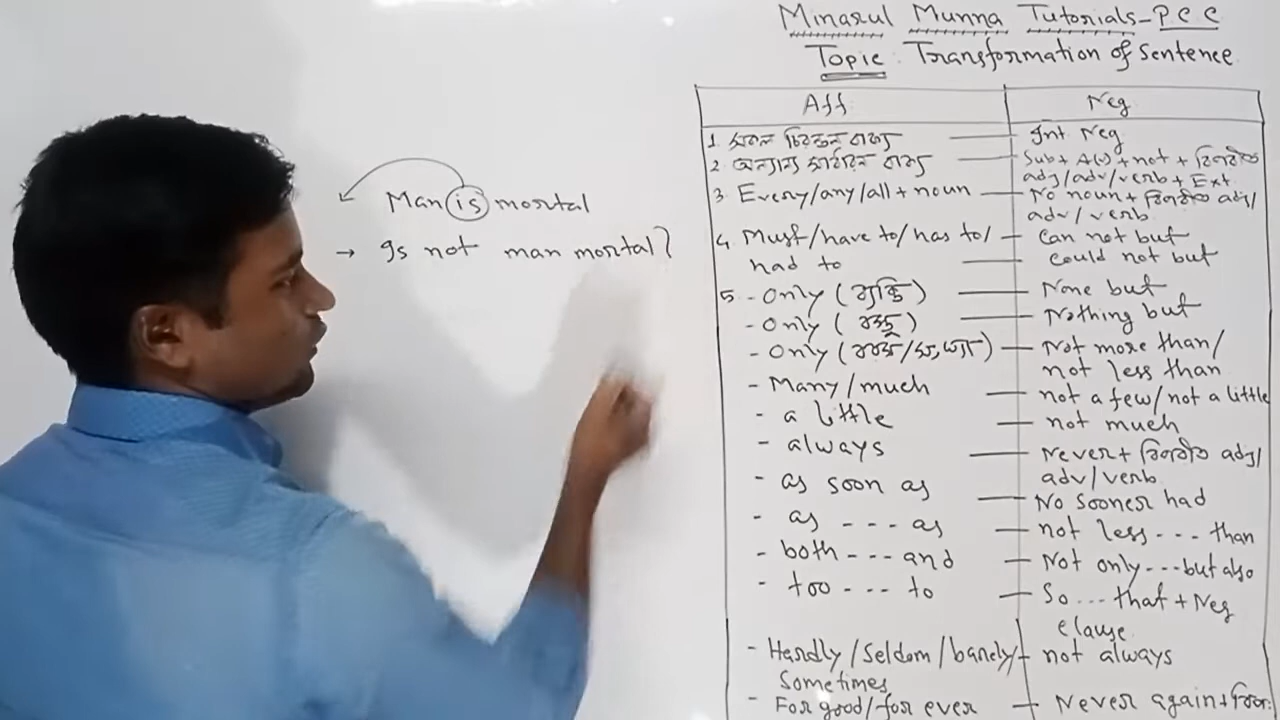 Minarul Munna Tutorials-PCC
Topic: Transformation of Sentence
Man is mortal
→ Is not man mortal?
Aff Neg
1. সকল চিরন্তন বাক্য — Int Neg
2. অন্যান্য সাধারন বাক্য — Sub + A(v) + not + বিপরীত
adj/adv/verb + Ext.
3. Every/any/all + noun — No noun + বিপরীত adj/
adv/verb
4. Must/have to/has to/ — Can not but
had to — Could not but
5 - Only (ব্যক্তি) — None but
- Only (বস্তু) — Nothing but
- Only (বয়স/সংখ্যা) — Not more than/
not less than
- Many/much — not a few/not a little
- a little — not much
- always — Never + বিপরীত adj/
adv/verb
- as soon as — No sooner had
- as --- as — not less --- than
- both --- and — Not only --- but also
- too --- to — So --- that + Neg
clause
- Hardly/Seldom/barely/ — not always
Sometimes
- For good/for ever — Never again +